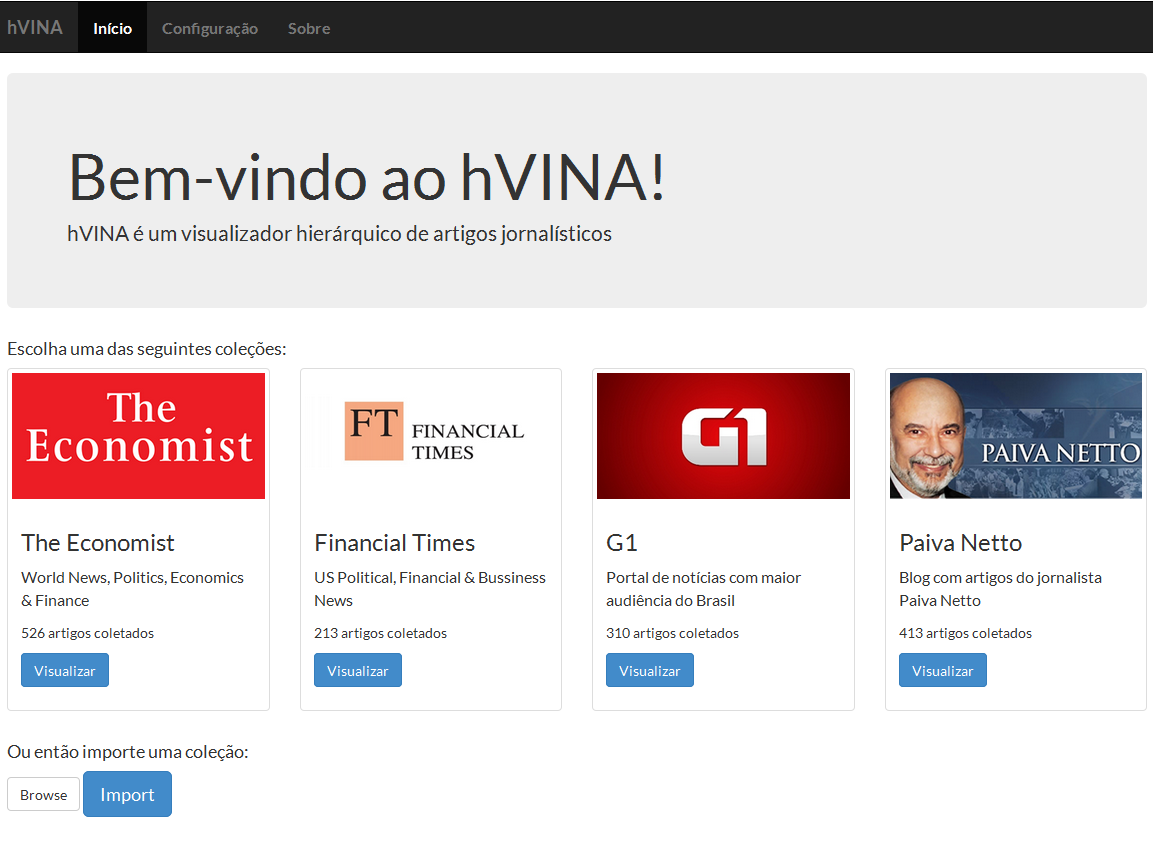 hVINA Início Configuração Sobre
Bem-vindo ao hVINA!
hVINA é um visualizador hierárquico de artigos jornalísticos
Escolha uma das seguintes coleções:
The
Economist
The Economist
World News, Politics, Economics
& Finance
526 artigos coletados
Visualizar
FT FINANCIAL
TIMES
Financial Times
US Political, Financial & Bussiness
News
213 artigos coletados
Visualizar
G1
G1
Portal de notícias com maior
audiência do Brasil
310 artigos coletados
Visualizar
PAIVA NETTO
Paiva Netto
Blog com artigos do jornalista
Paiva Netto
413 artigos coletados
Visualizar
Ou então importe uma coleção:
Browse Import